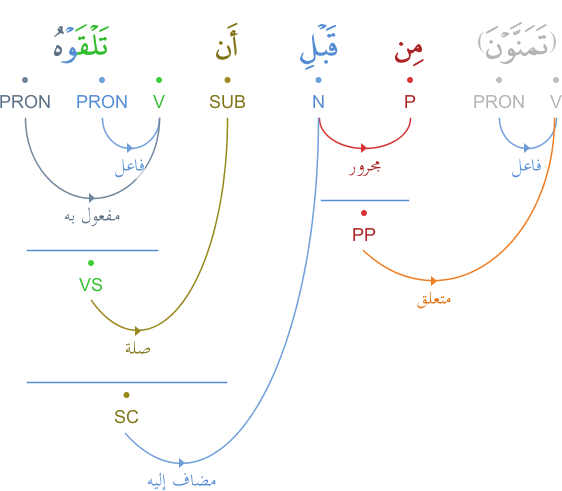 (تَمَنَّوْنَ) مِن قَبْلِ أَن تَلْقَوْهُ
V PRON P N SUB V PRON PRON
فاعل مجرور فاعل
مفعول به
PP
VS
متعلق
صلة
SC
مضاف إليه